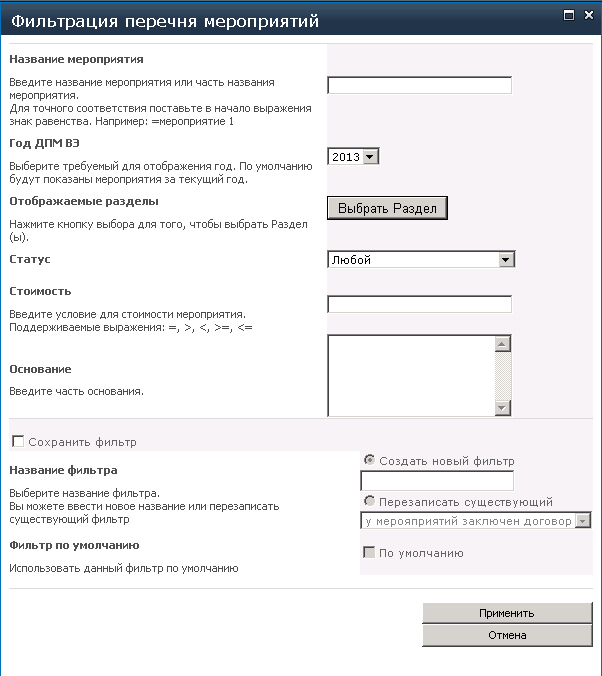 Фильтрация перечня мероприятий
Название мероприятия
Введите название мероприятия или часть названия
мероприятия.
Для точного соответствия поставьте в начало выражения
знак равенства. Например: =мероприятие 1
Год ДПМ ВЭ
2013
Выберите требуемый для отображения год. По умолчанию
будут показаны мероприятия за текущий год.
Отображаемые разделы
Выбрать Раздел
Нажмите кнопку выбора для того, чтобы выбрать Раздел
(ы).
Статус
Любой
Стоимость
Введите условие для стоимости мероприятия.
Поддерживаемые выражения: =, >, <, >=, <=
Основание
Введите часть основания.
Сохранить фильтр
Название фильтра
Создать новый фильтр
Выберите название фильтра.
Вы можете ввести новое название или перезаписать
существующий фильтр
Перезаписать существующий
у мерояприятий заключен договор
Фильтр по умолчанию
По умолчанию
Использовать данный фильтр по умолчанию
Применить
Отмена